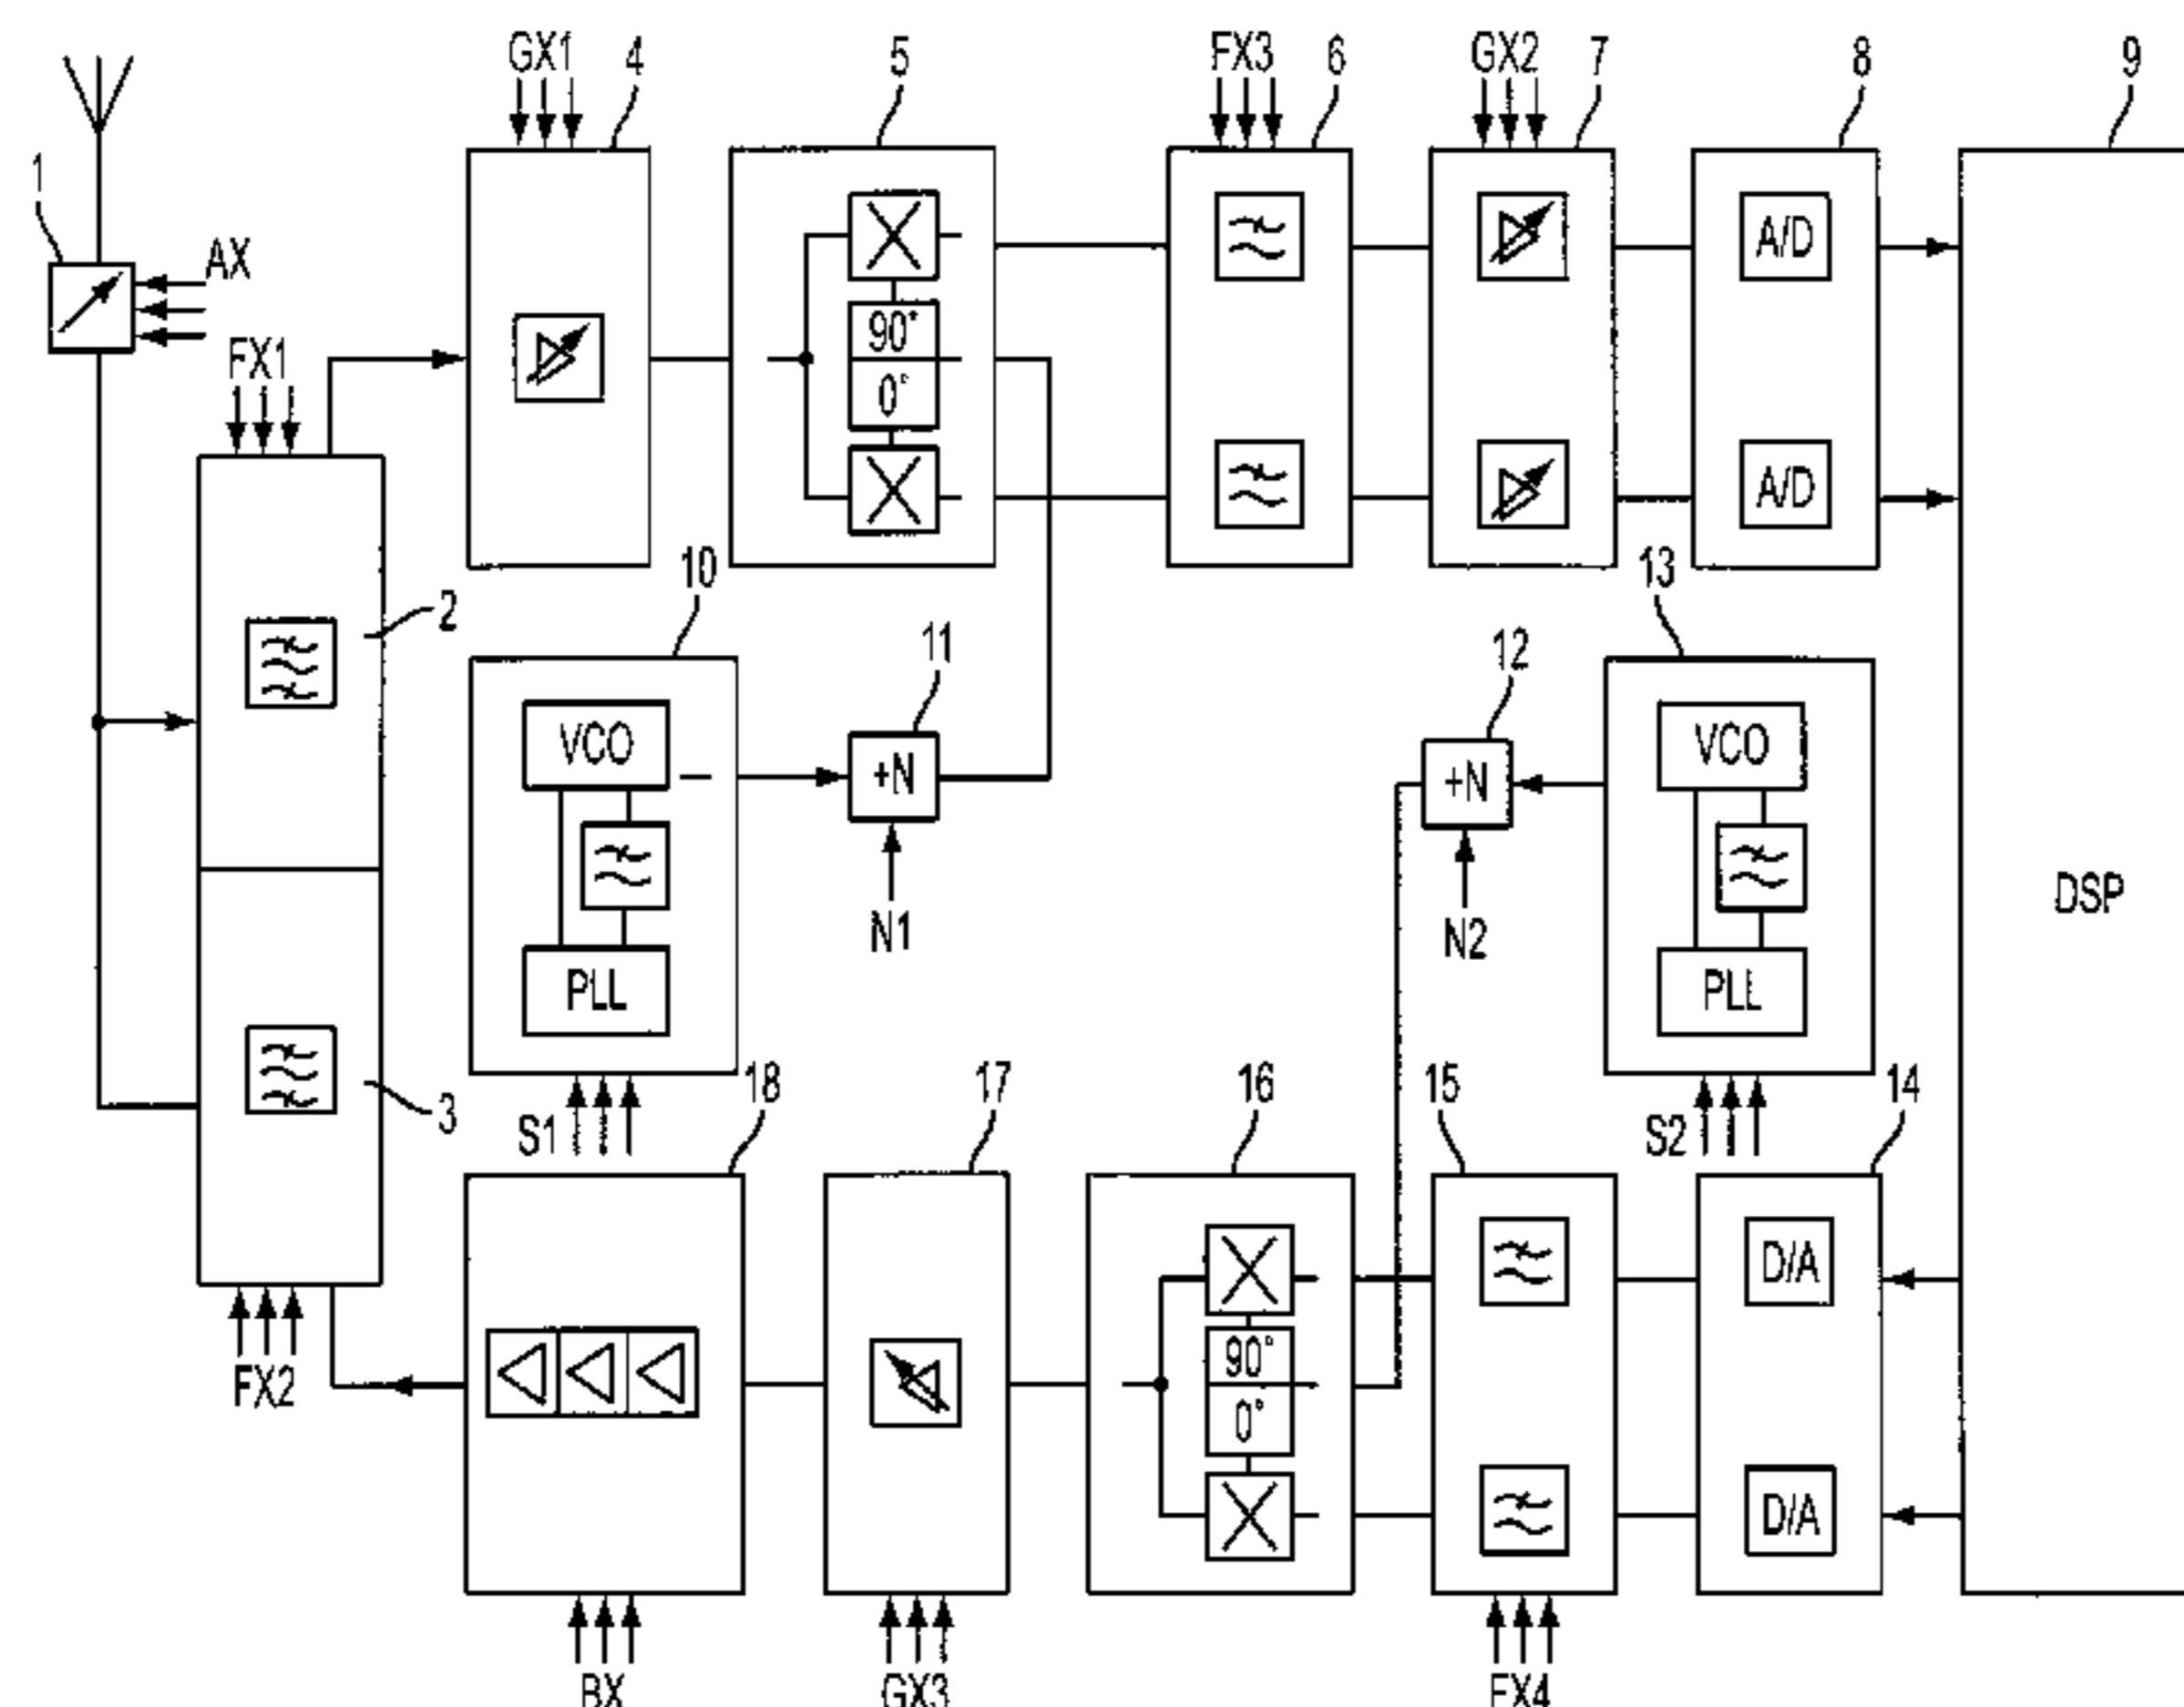 GX1 4 5 FX3 6 GX2 7 8 9
1
AX
A/D A/D
90°
0°
FX1
A/D A/D
2
10 11 12 13
VCO +N +N VCO
N1 N2
DSP
PLL PLL
3
S1 18 17 16 15 S2 14
D/A
90°
0°
FX2
D/A
BX GX3 FX4